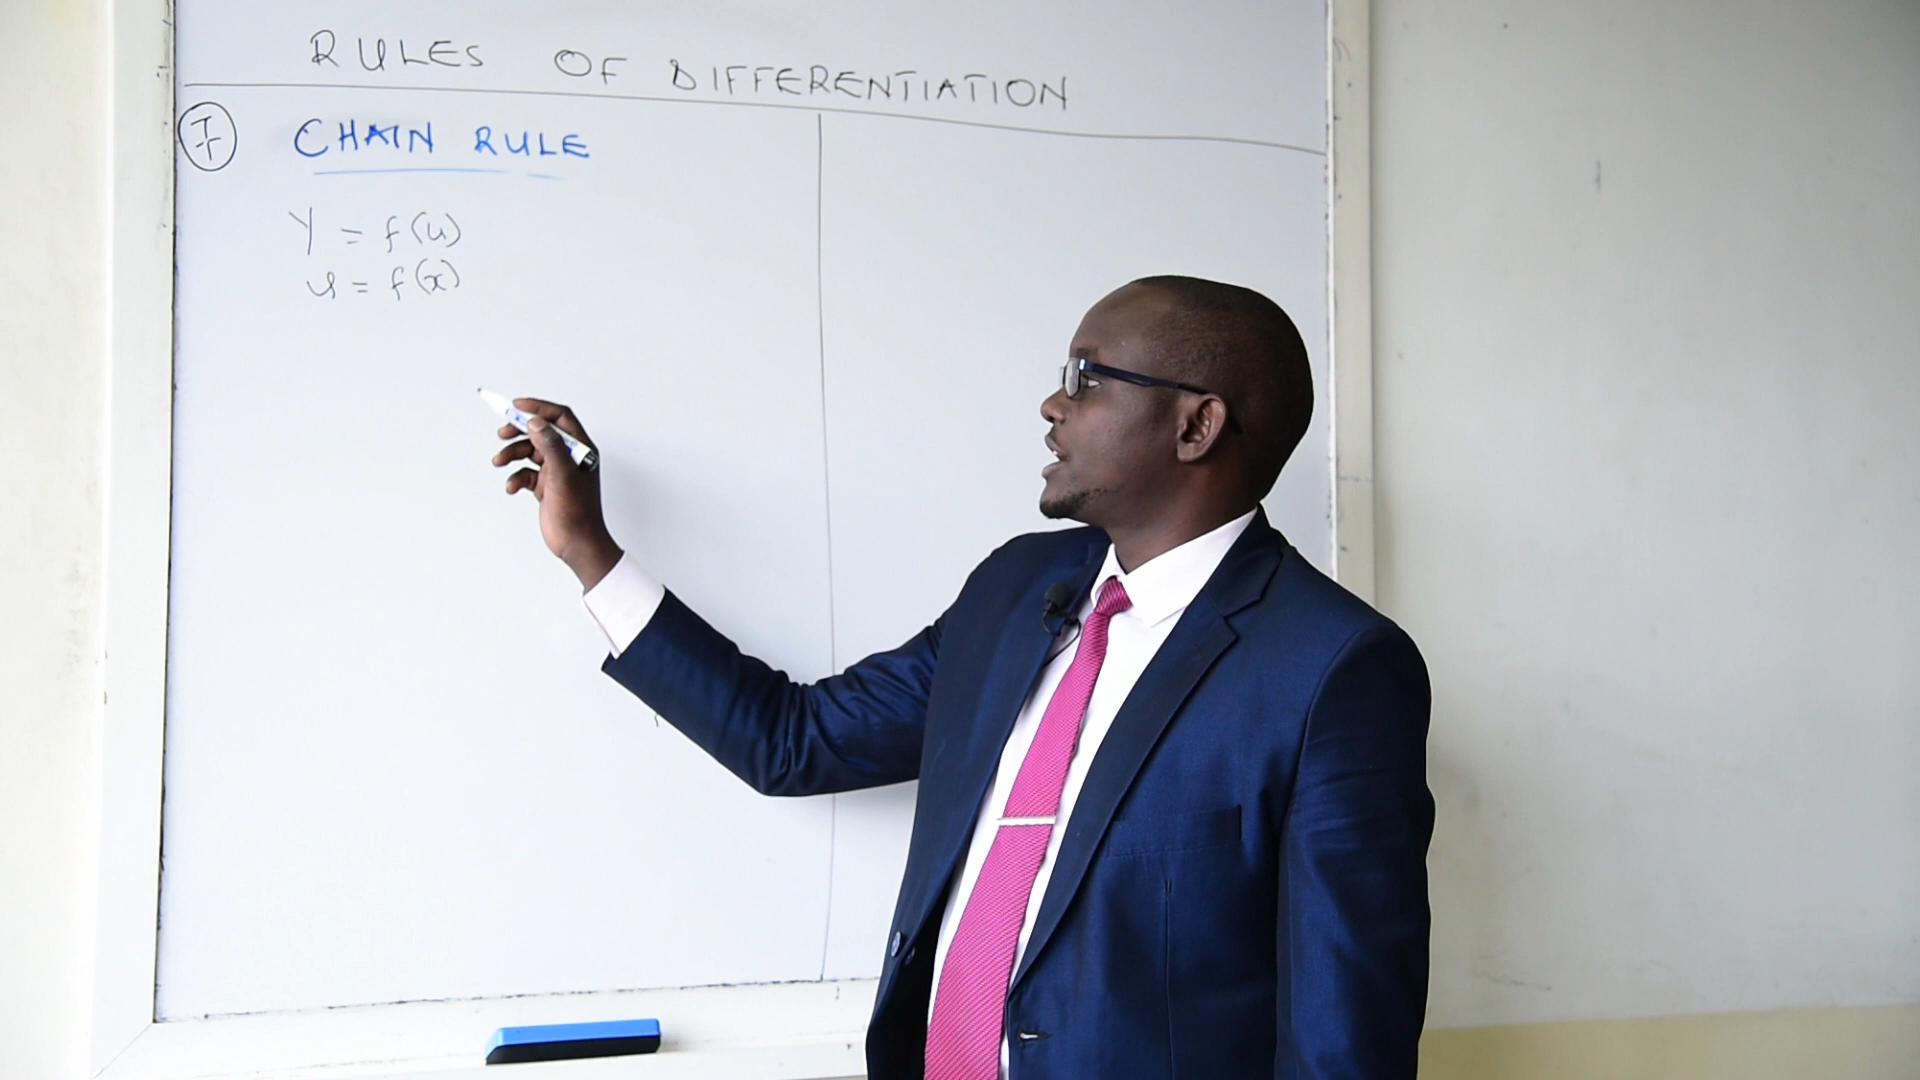 RULES OF DIFFERENTIATION
CHAIN RULE
y = f(u)
u = f(x)